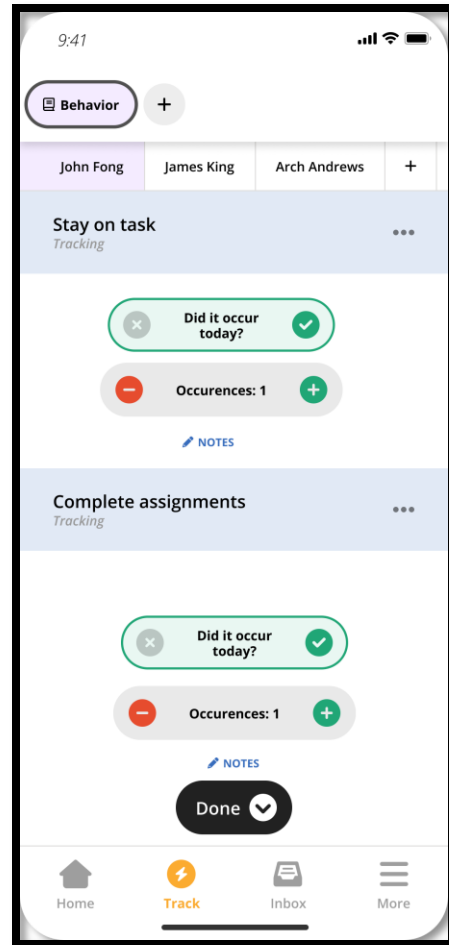 9:41
Behavior +
John Fong James King Arch Andrews +
Stay on task
Tracking
Did it occur
today?
Occurences: 1
NOTES
Complete assignments
Tracking
Did it occur
today?
Occurences: 1
NOTES
Done
Home Track Inbox More